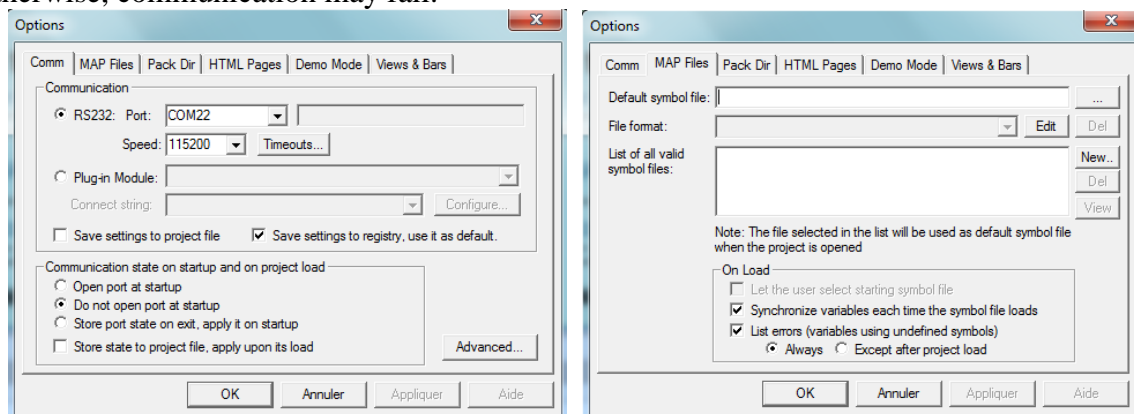 otherwise, communication may fail.
Options
Comm MAP Files Pack Dir HTML Pages Demo Mode Views & Bars
Communication
RS232: Port: COM22
Speed: 115200 Timeouts...
Plug-in Module:
Connect string: Configure...
Save settings to project file Save settings to registry, use it as default.
Communication state on startup and on project load
Open port at startup
Do not open port at startup
Store port state on exit, apply it on startup
Store state to project file, apply upon its load Advanced...
OK Annuler Appliquer Aide
Options
Comm MAP Files Pack Dir HTML Pages Demo Mode Views & Bars
Default symbol file: ...
File format: Edit Del
List of all valid
symbol files:
New..
Del
View
Note: The file selected in the list will be used as default symbol file
when the project is opened
On Load
Let the user select starting symbol file
Synchronize variables each time the symbol file loads
List errors (variables using undefined symbols)
Always Except after project load
OK Annuler Appliquer Aide